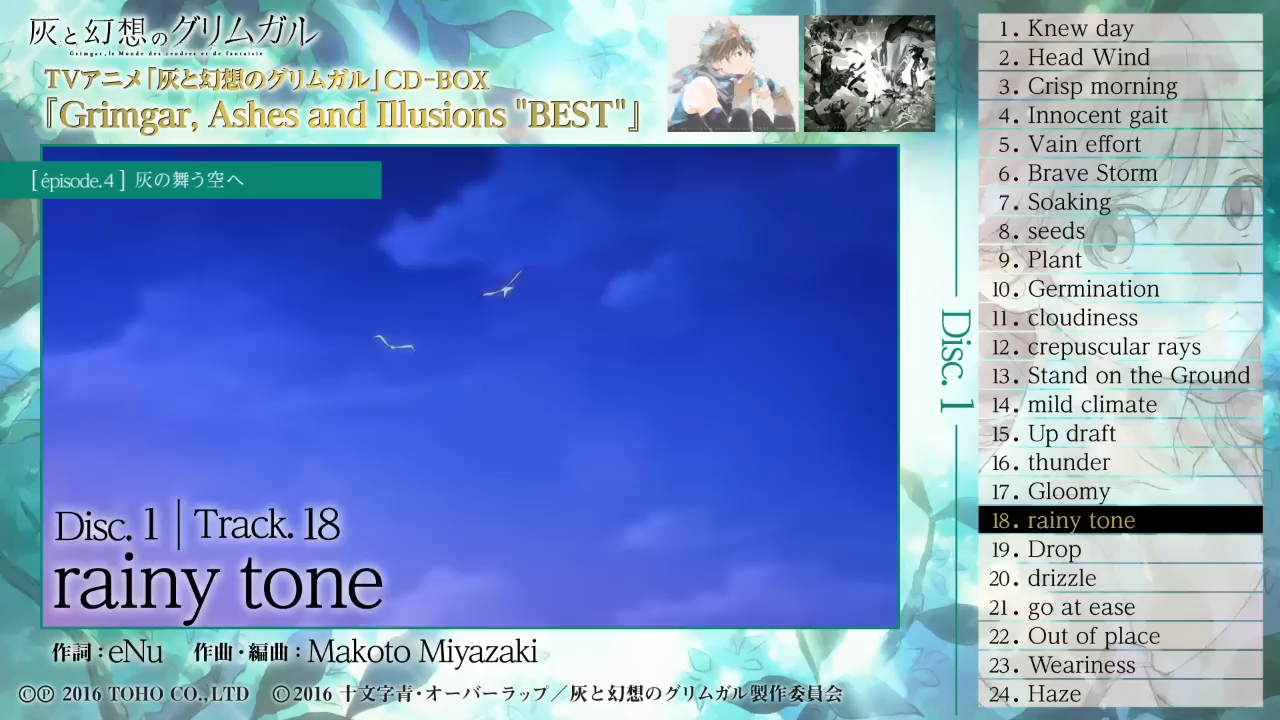 灰と幻想のグリムガル
Grimgar, le Monde des cendres et de fantaisie
TVアニメ「灰と幻想のグリムガル」CD-BOX
『Grimgar, Ashes and Illusions "BEST"』
[épisode.4] 灰の舞う空へ
Disc. 1 | Track. 18
rainy tone
作詞：eNu 作曲・編曲：Makoto Miyazaki
©℗ 2016 TOHO CO.,LTD ©2016 十文字青・オーバーラップ／灰と幻想のグリムガル製作委員会
Disc. 1
1. Knew day
2. Head Wind
3. Crisp morning
4. Innocent gait
5. Vain effort
6. Brave Storm
7. Soaking
8. seeds
9. Plant
10. Germination
11. cloudiness
12. crepuscular rays
13. Stand on the Ground
14. mild climate
15. Up draft
16. thunder
17. Gloomy
18. rainy tone
19. Drop
20. drizzle
21. go at ease
22. Out of place
23. Weariness
24. Haze